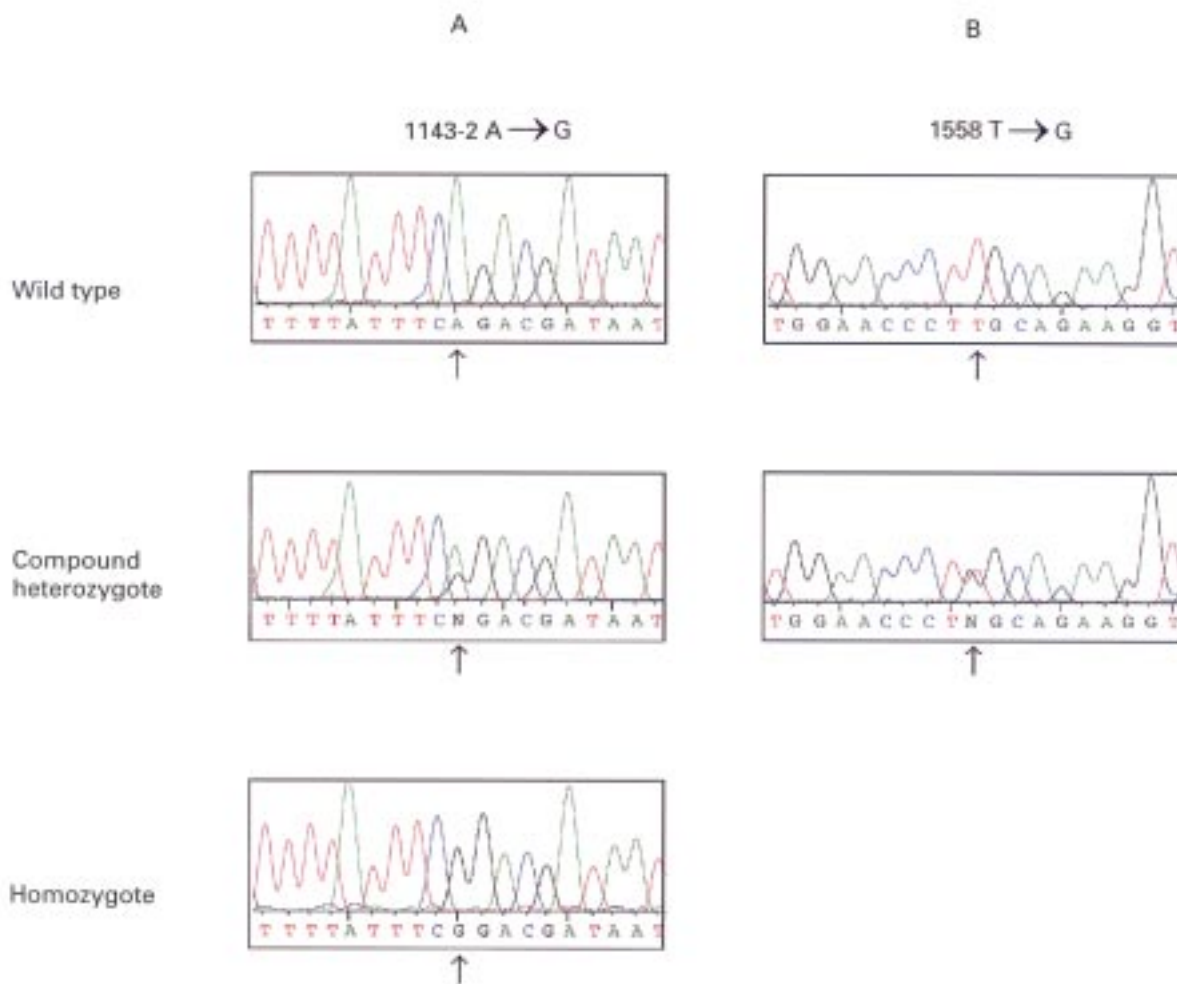 A
B
1143-2 A → G
1558 T → G
Wild type
T T T T A T T T C A G A C G A T A A T
T G G A A C C C T T G C A G A A G G T
Compound
heterozygote
T T T T A T T T C N G A C G A T A A T
T G G A A C C C T N G C A G A A G G T
Homozygote
T T T T A T T T C G G A C G A T A A T